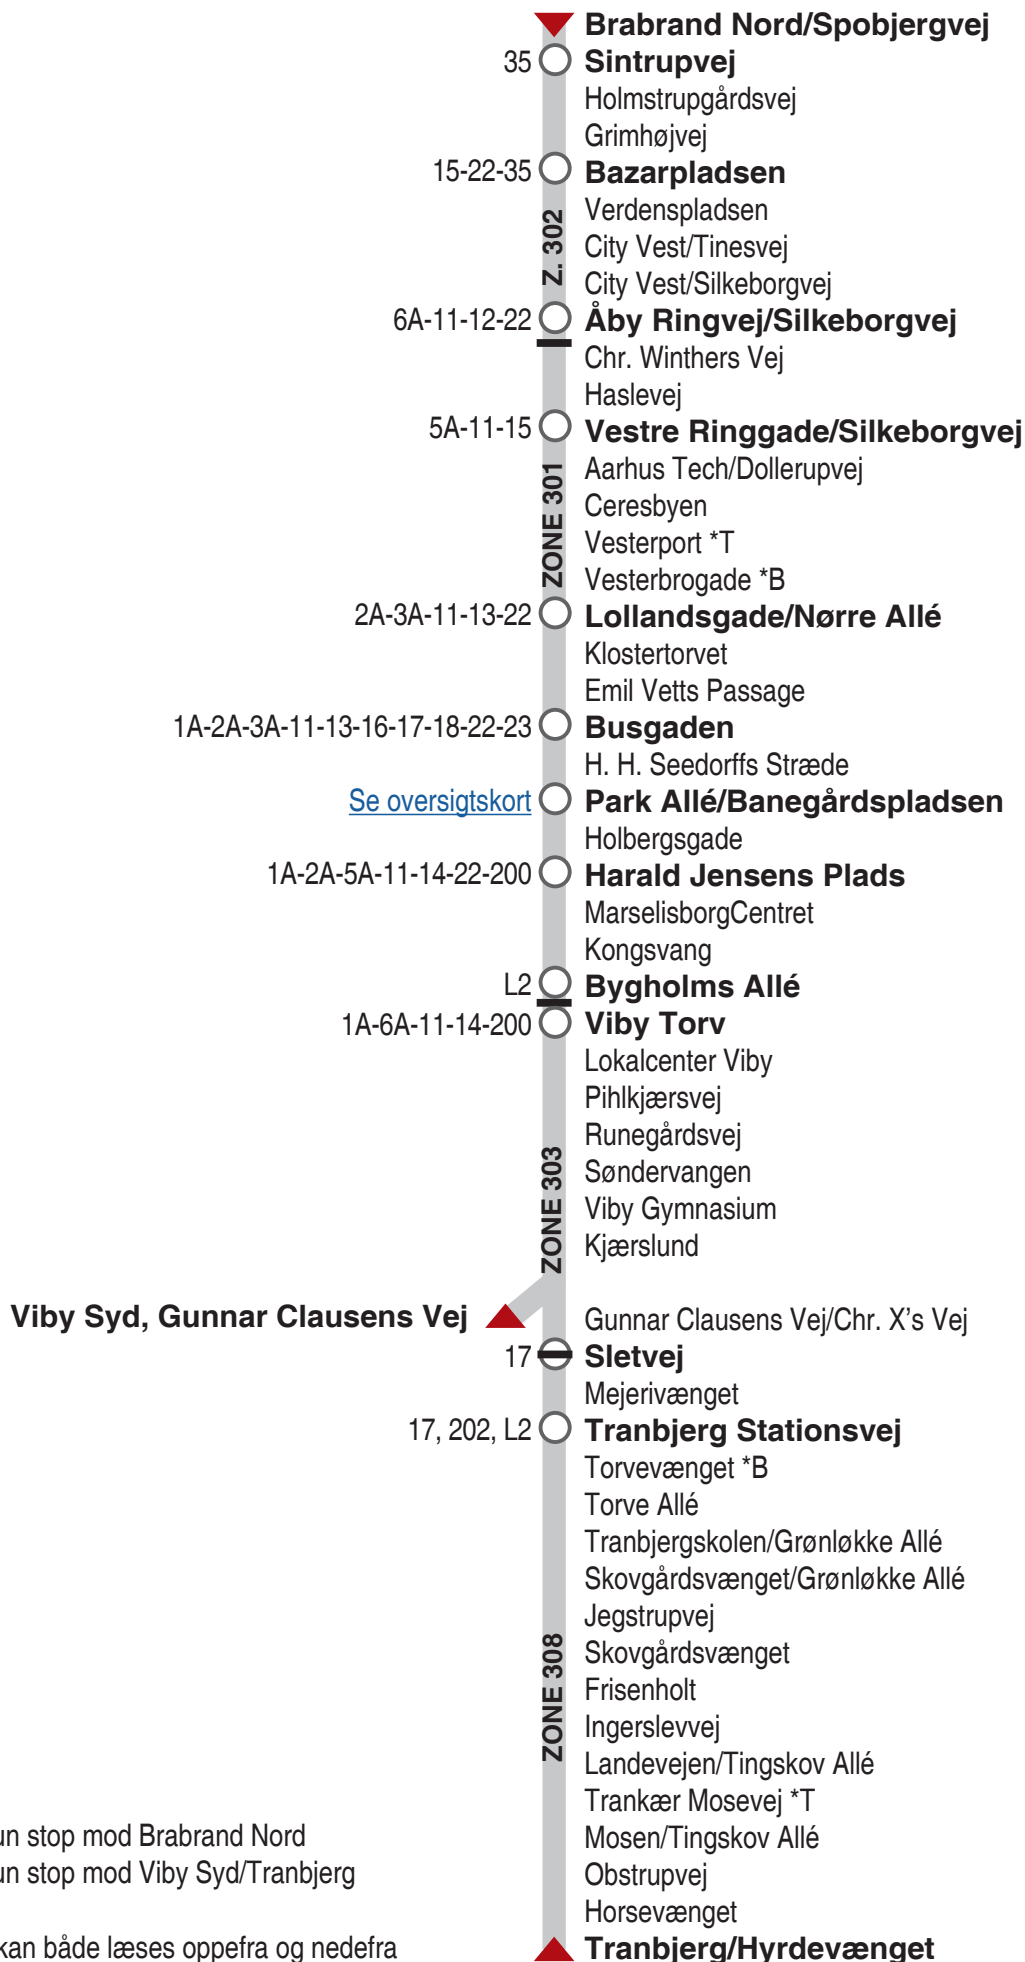 Brabrand Nord/Spobjergvej
35 Sintrupvej
Holmstrupgårdsvej
Grimhøjvej
15-22-35 Bazarpladsen
Verdenspladsen
Z. 302
City Vest/Tinesvej
City Vest/Silkeborgvej
6A-11-12-22 Åby Ringvej/Silkeborgvej
Chr. Winthers Vej
Haslevej
5A-11-15 Vestre Ringgade/Silkeborgvej
Aarhus Tech/Dollerupvej
ZONE 301
Ceresbyen
Vesterport *T
Vesterbrogade *B
2A-3A-11-13-22 Lollandsgade/Nørre Allé
Klostertorvet
Emil Vetts Passage
1A-2A-3A-11-13-16-17-18-22-23 Busgaden
H. H. Seedorffs Stræde
Se oversigtskort Park Allé/Banegårdspladsen
Holbergsgade
1A-2A-5A-11-14-22-200 Harald Jensens Plads
MarselisborgCentret
Kongsvang
L2 Bygholms Allé
1A-6A-11-14-200 Viby Torv
Lokalcenter Viby
Pihlkjærsvej
Runegårdsvej
Søndervangen
ZONE 303
Viby Gymnasium
Kjærslund
Viby Syd, Gunnar Clausens Vej
Gunnar Clausens Vej/Chr. X's Vej
17 Sletvej
Mejerivænget
17, 202, L2 Tranbjerg Stationsvej
Torvevænget *B
Torve Allé
Tranbjergskolen/Grønløkke Allé
Skovgårdsvænget/Grønløkke Allé
Jegstrupvej
Skovgårdsvænget
ZONE 308
Frisenholt
Ingerslevvej
Landevejen/Tingskov Allé
Trankær Mosevej *T
un stop mod Brabrand Nord
Mosen/Tingskov Allé
un stop mod Viby Syd/Tranbjerg
Obstrupvej
Horsevænget
kan både læses oppefra og nedefra
Tranbjerg/Hyrdevænget